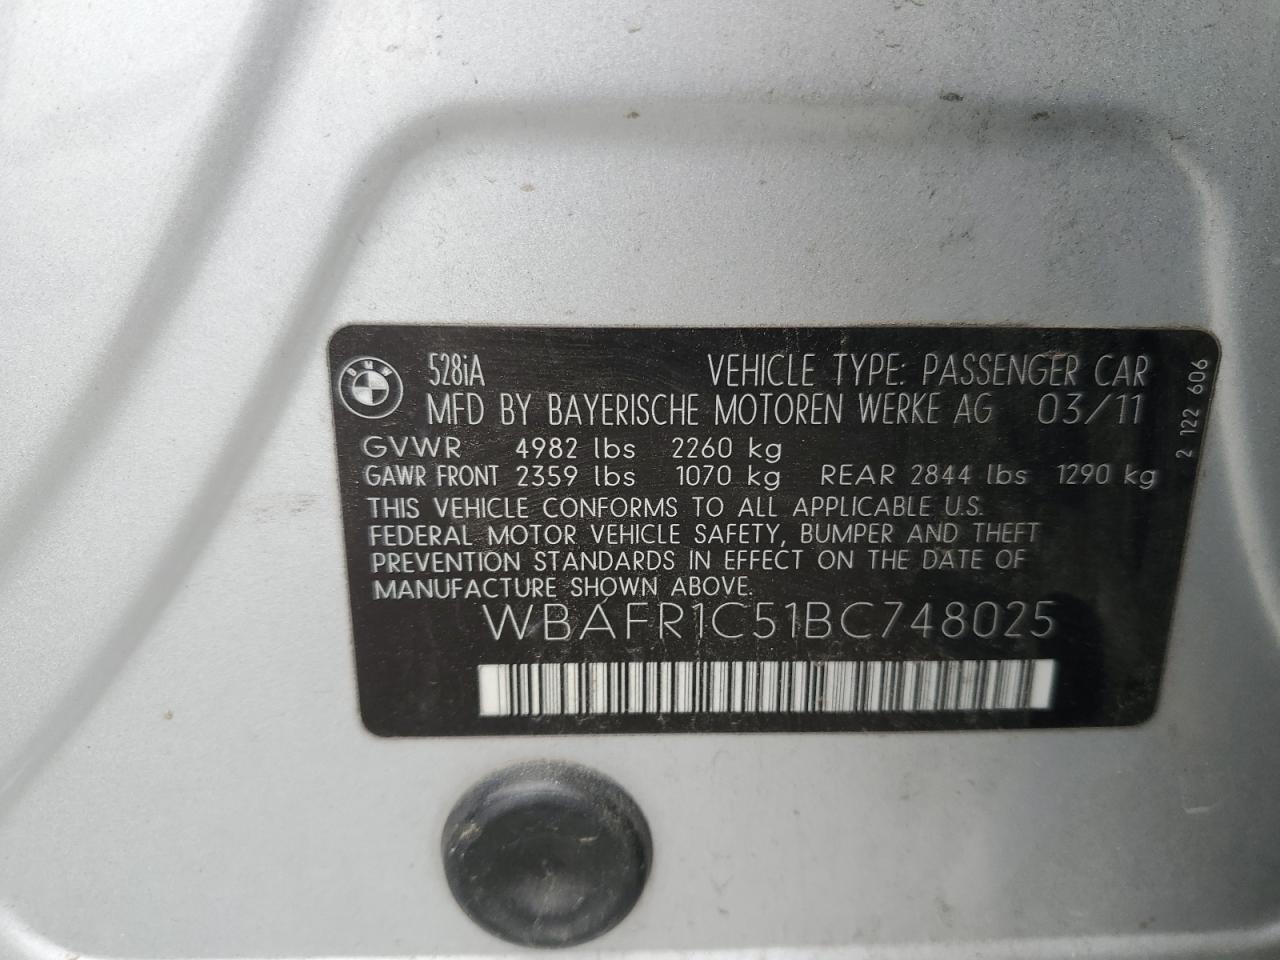 BMW
528iA VEHICLE TYPE: PASSENGER CAR
MFD BY BAYERISCHE MOTOREN WERKE AG 03/11
GVWR 4982 lbs 2260 kg
GAWR FRONT 2359 lbs 1070 kg REAR 2844 lbs 1290 kg
THIS VEHICLE CONFORMS TO ALL APPLICABLE U.S.
FEDERAL MOTOR VEHICLE SAFETY, BUMPER AND THEFT
PREVENTION STANDARDS IN EFFECT ON THE DATE OF
MANUFACTURE SHOWN ABOVE.
WBAFR1C51BC748025
2 122 606